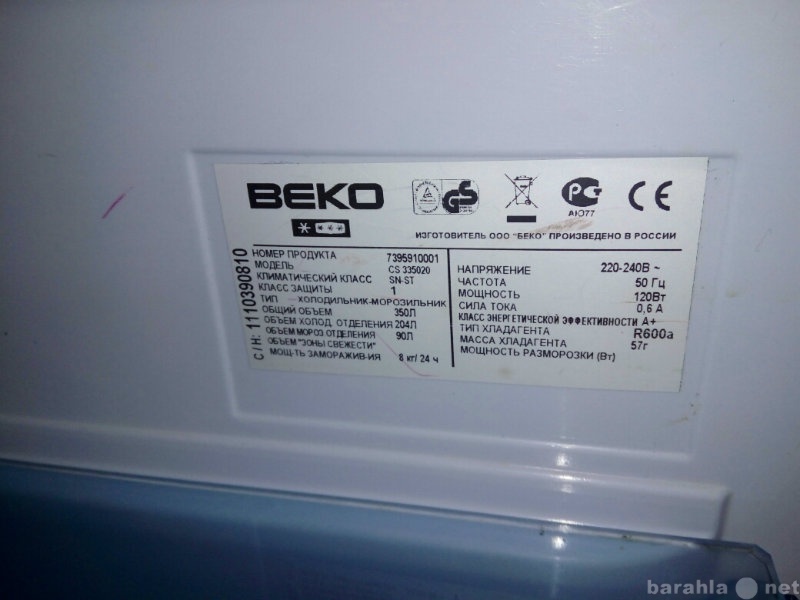 BEKO
GS
PG
АЮ77
CE
ИЗГОТОВИТЕЛЬ ООО "БЕКО" ПРОИЗВЕДЕНО В РОССИИ
С/Н: 1110390810
НОМЕР ПРОДУКТА 7395910001
МОДЕЛЬ CS 335020
КЛИМАТИЧЕСКИЙ КЛАСС SN-ST
КЛАСС ЗАЩИТЫ 1
ТИП ХОЛОДИЛЬНИК-МОРОЗИЛЬНИК
ОБЩИЙ ОБЪЕМ 350Л
ОБЪЕМ ХОЛОД. ОТДЕЛЕНИЯ 204Л
ОБЪЕМ МОРОЗ.ОТДЕЛЕНИЯ 90Л
ОБЪЕМ "ЗОНЫ СВЕЖЕСТИ"
МОЩ-ТЬ ЗАМОРАЖИВ-ИЯ 8 кг/ 24 ч
НАПРЯЖЕНИЕ 220-240В ~
ЧАСТОТА 50 Гц
МОЩНОСТЬ 120Вт
СИЛА ТОКА 0,6 А
КЛАСС ЭНЕРГЕТИЧЕСКОЙ ЭФФЕКТИВНОСТИ А+
ТИП ХЛАДАГЕНТА R600a
МАССА ХЛАДАГЕНТА 57г
МОЩНОСТЬ РАЗМОРОЗКИ (Вт)
barahla net